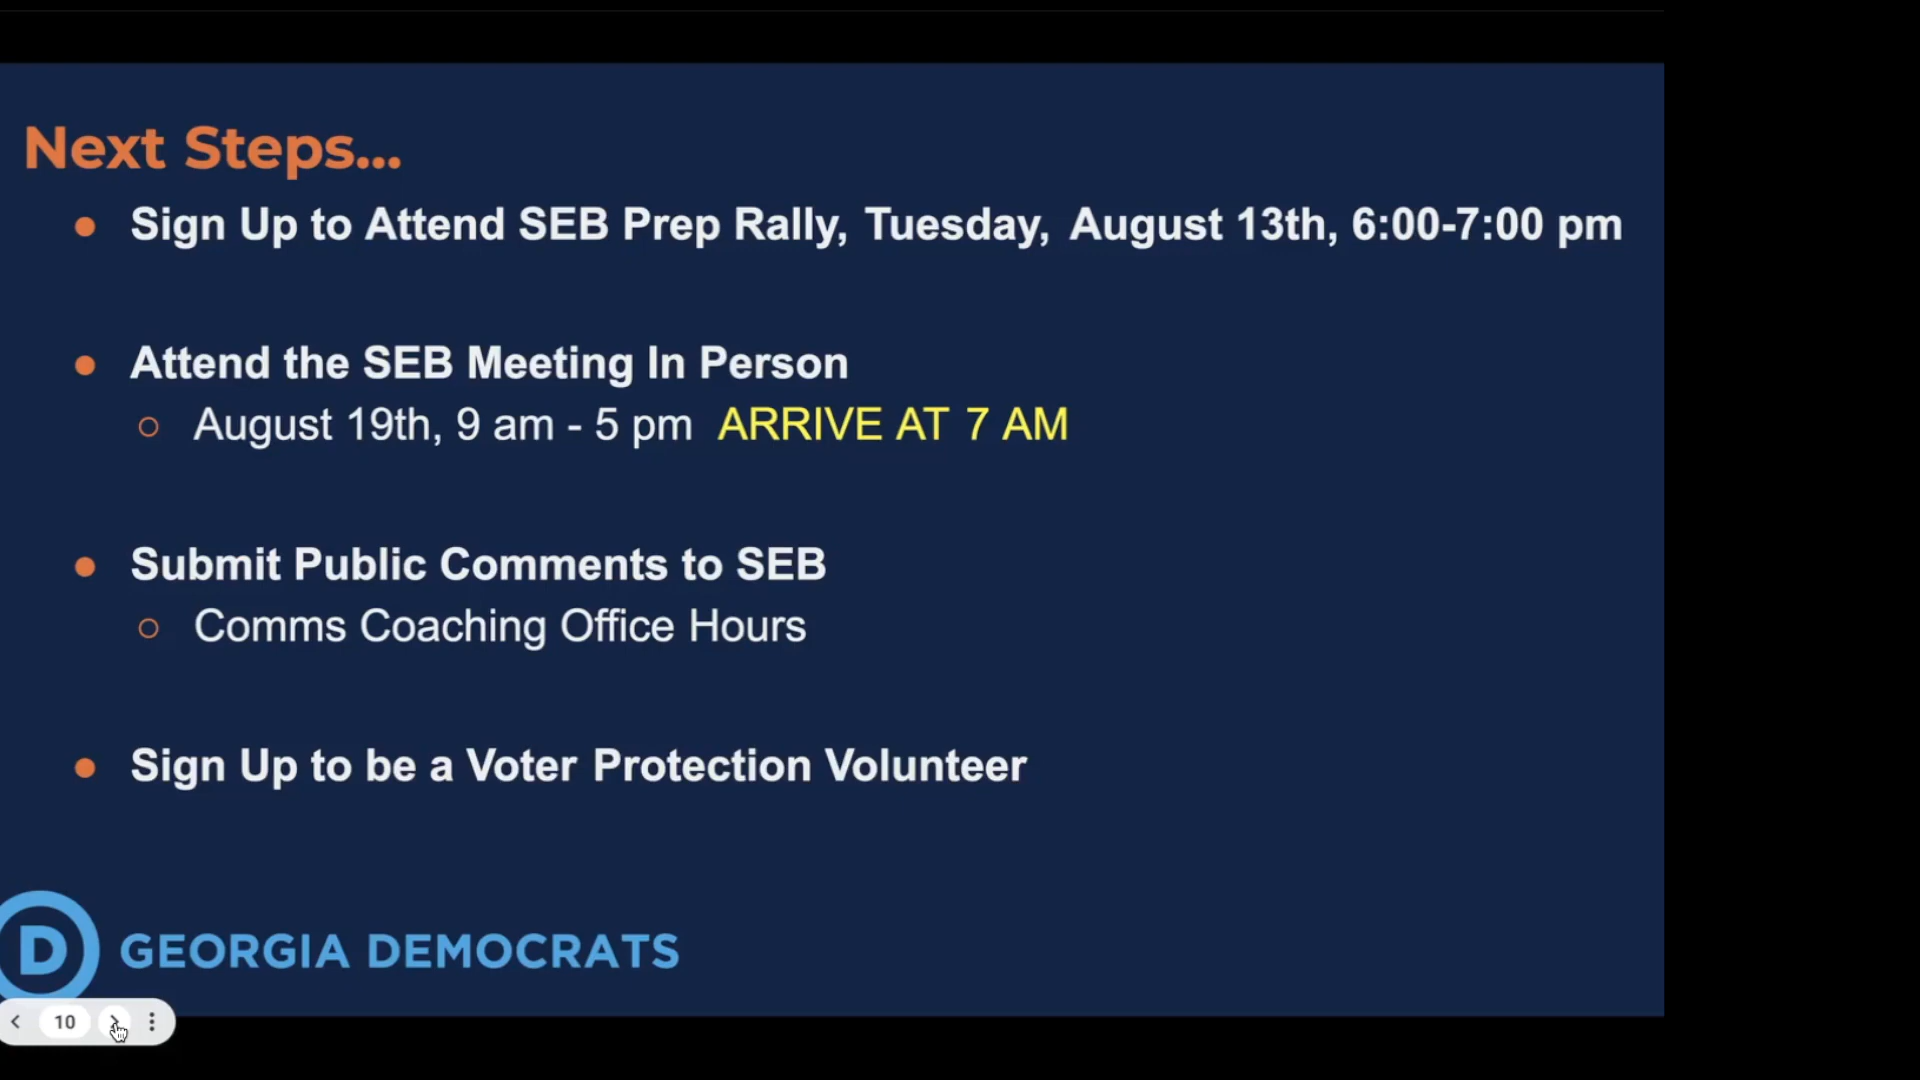 Next Steps...
● Sign Up to Attend SEB Prep Rally, Tuesday, August 13th, 6:00-7:00 pm
● Attend the SEB Meeting In Person
○ August 19th, 9 am - 5 pm ARRIVE AT 7 AM
● Submit Public Comments to SEB
○ Comms Coaching Office Hours
● Sign Up to be a Voter Protection Volunteer
D GEORGIA DEMOCRATS
10